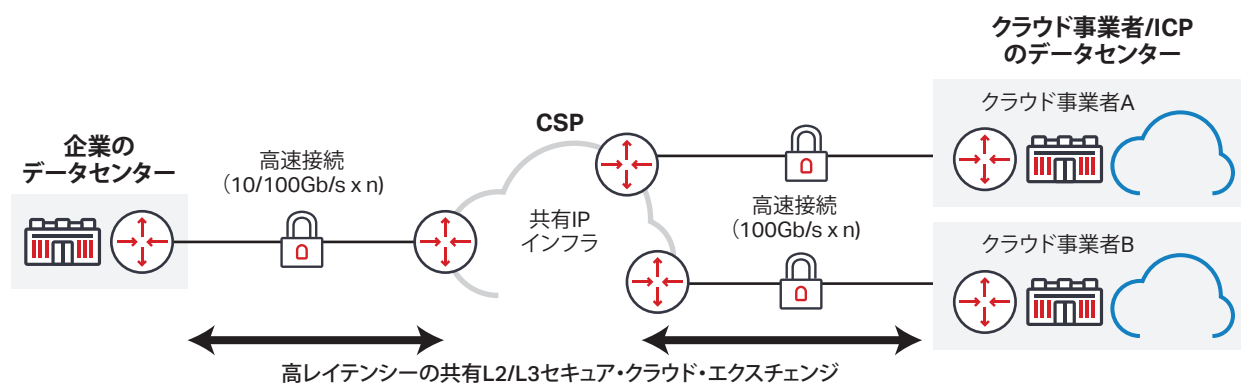 クラウド事業者/ICP
のデータセンター
クラウド事業者A
CSP
企業の
データセンター
高速接続
（10/100Gb/s x n)
共有IP
インフラ
高速接続
（100Gb/s x n)
クラウド事業者B
高レイテンシーの共有L2/L3セキュア・クラウド・エクスチェンジ